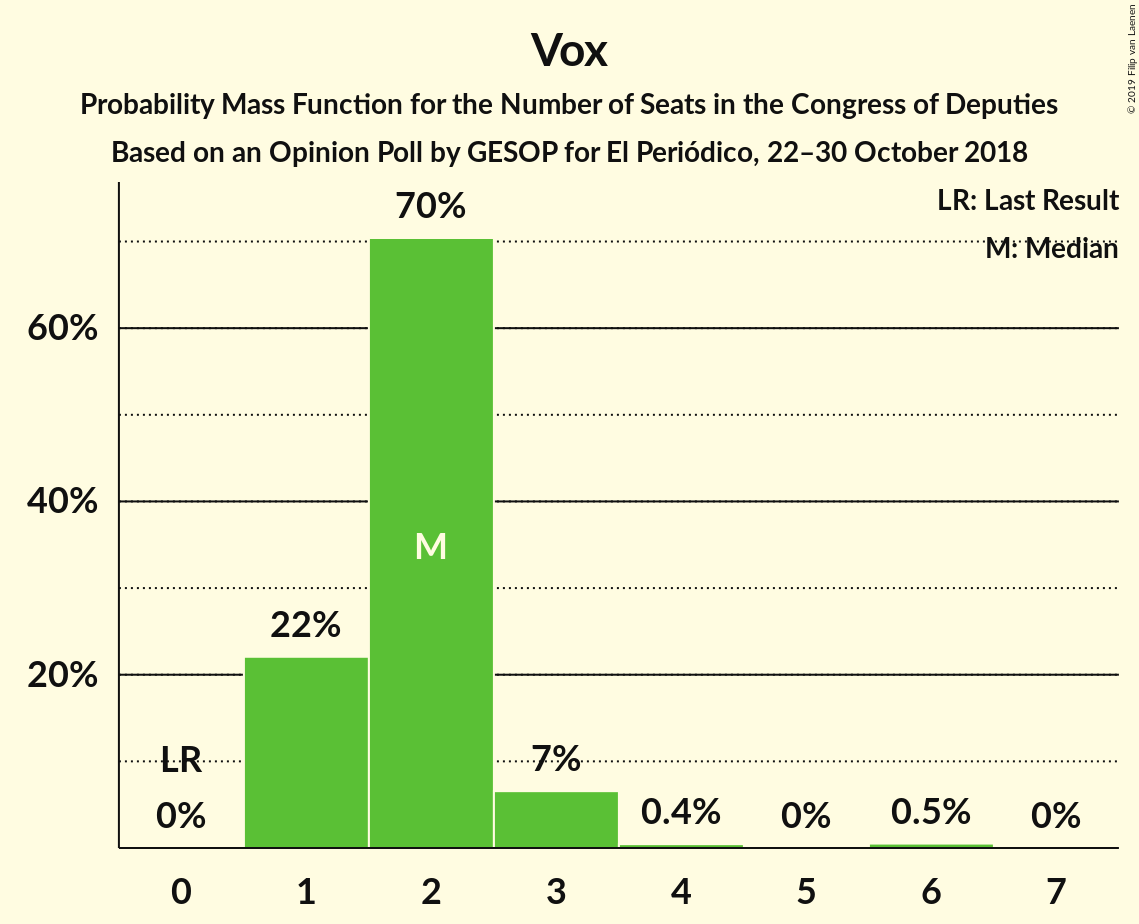 © 2019 Filip van Laenen
Vox
Probability Mass Function for the Number of Seats in the Congress of Deputies
Based on an Opinion Poll by GESOP for El Periódico, 22–30 October 2018
LR: Last Result
M: Median
70%
60%
40%
M
22%
20%
LR
0%
7%
0.4%
0%
0.5%
0%
0 1 2 3 4 5 6 7